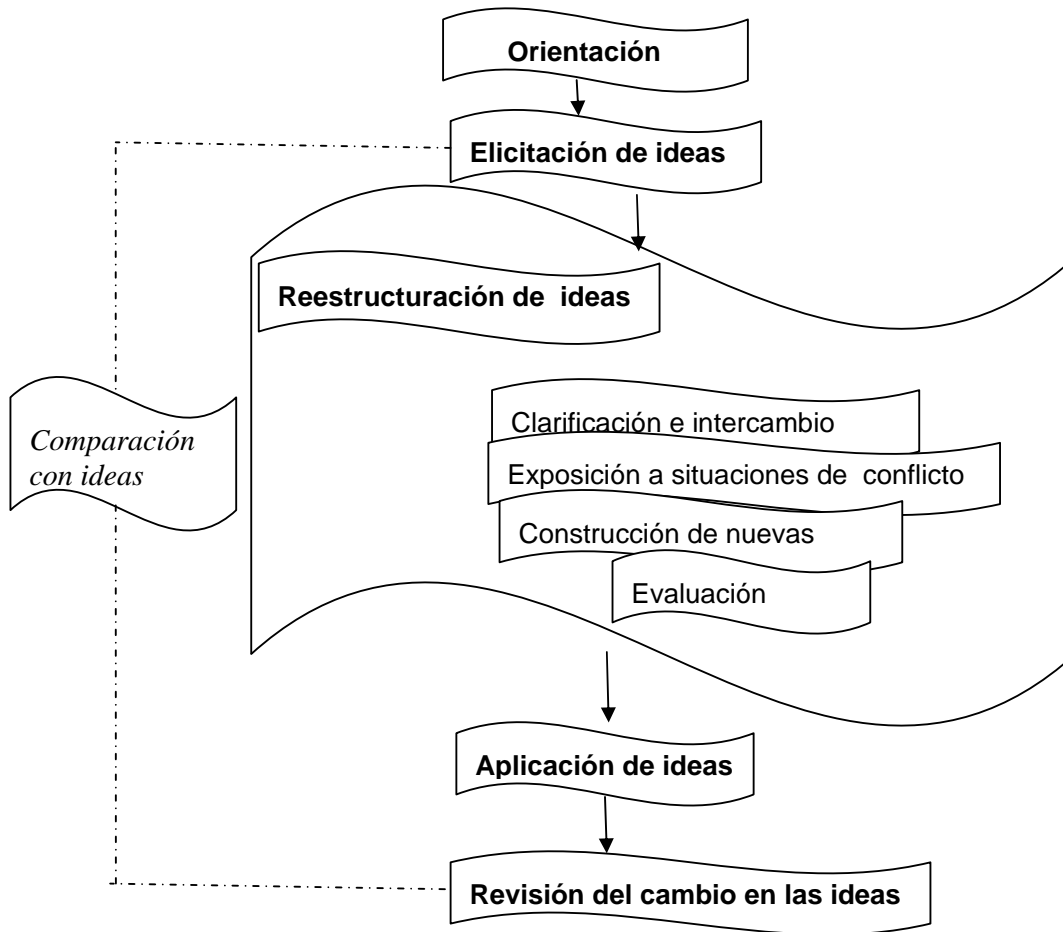 Orientación
Elicitación de ideas
Reestructuración de ideas
Comparación
con ideas
Clarificación e intercambio
Exposición a situaciones de conflicto
Construcción de nuevas
Evaluación
Aplicación de ideas
Revisión del cambio en las ideas